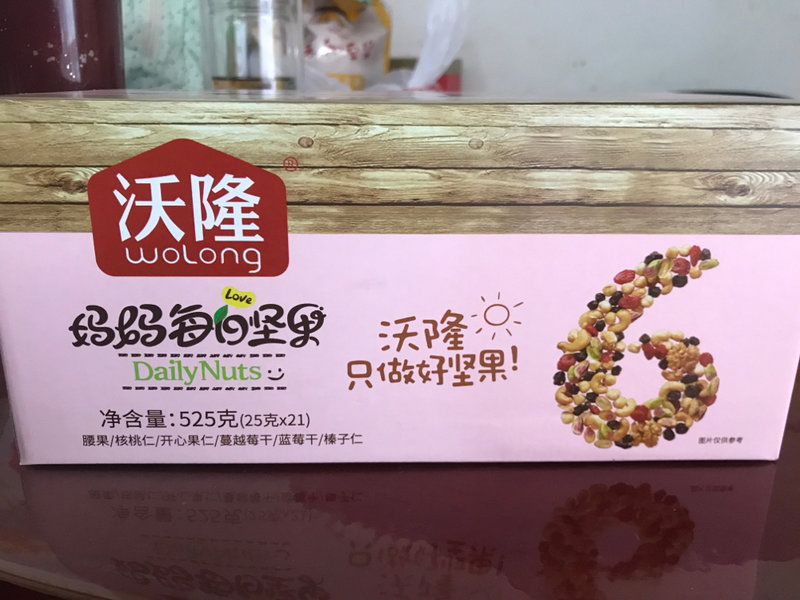 沃隆
®
WOLONG
Love
妈妈每日坚果
Daily Nuts
沃隆
只做好坚果!
净含量: 525克(25克x21)
腰果/核桃仁/开心果仁/蔓越莓干/蓝莓干/榛子仁
图片仅供参考